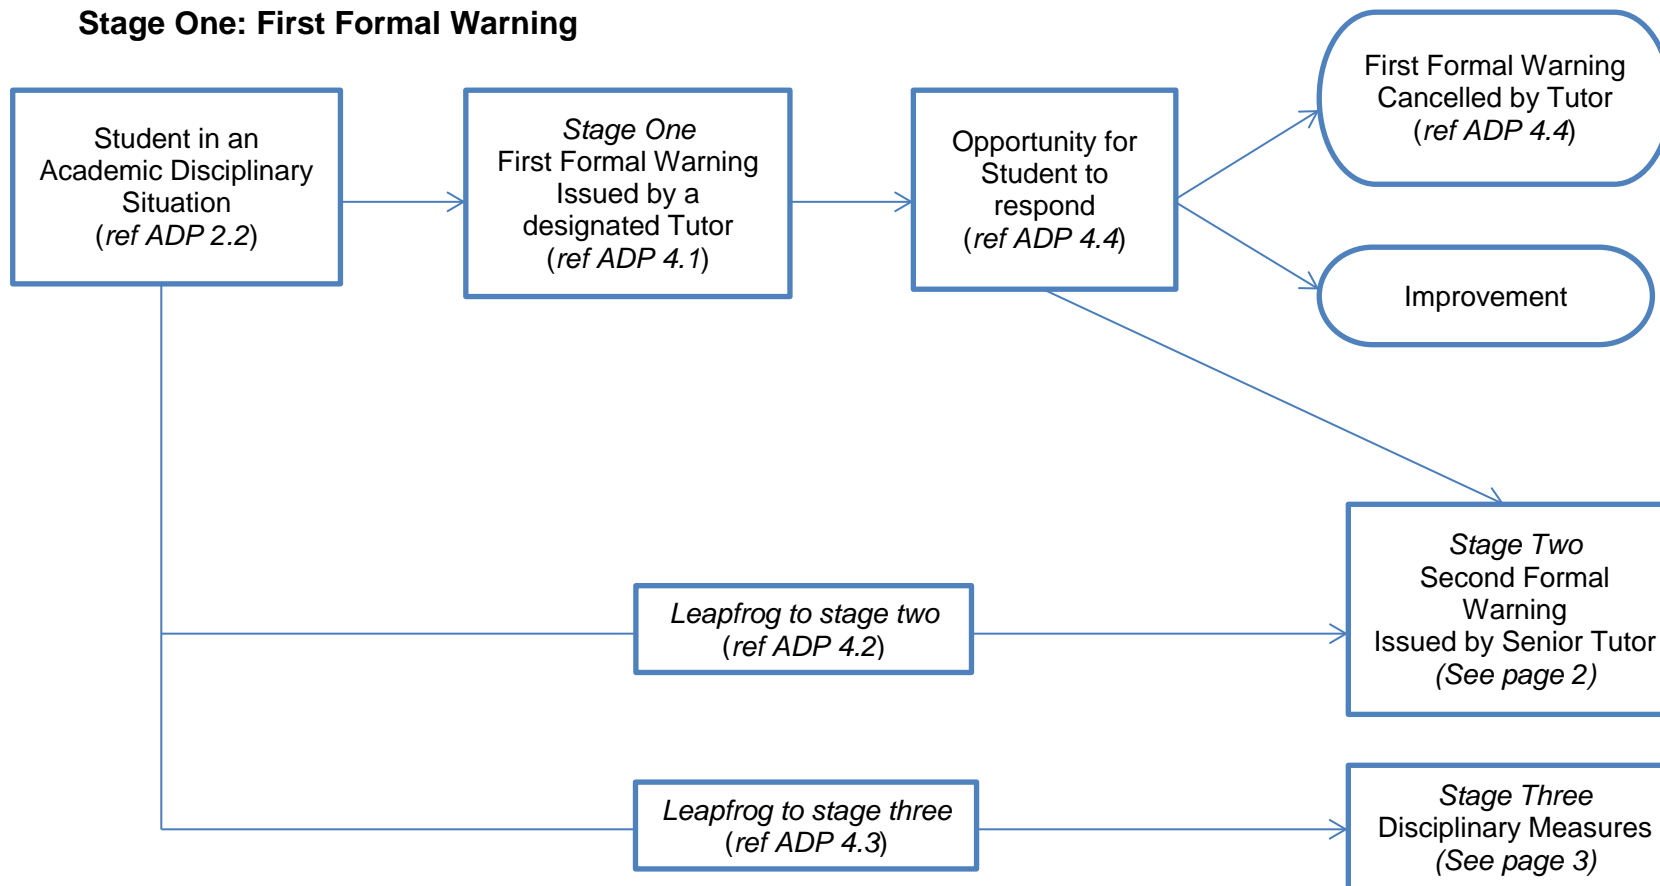 Stage One: First Formal Warning
Student in an
Academic Disciplinary
Situation
(ref ADP 2.2)
Stage One
First Formal Warning
Issued by a
designated Tutor
(ref ADP 4.1)
Opportunity for
Student to
respond
(ref ADP 4.4)
First Formal Warning
Cancelled by Tutor
(ref ADP 4.4)
Improvement
Leapfrog to stage two
(ref ADP 4.2)
Stage Two
Second Formal
Warning
Issued by Senior Tutor
(See page 2)
Leapfrog to stage three
(ref ADP 4.3)
Stage Three
Disciplinary Measures
(See page 3)